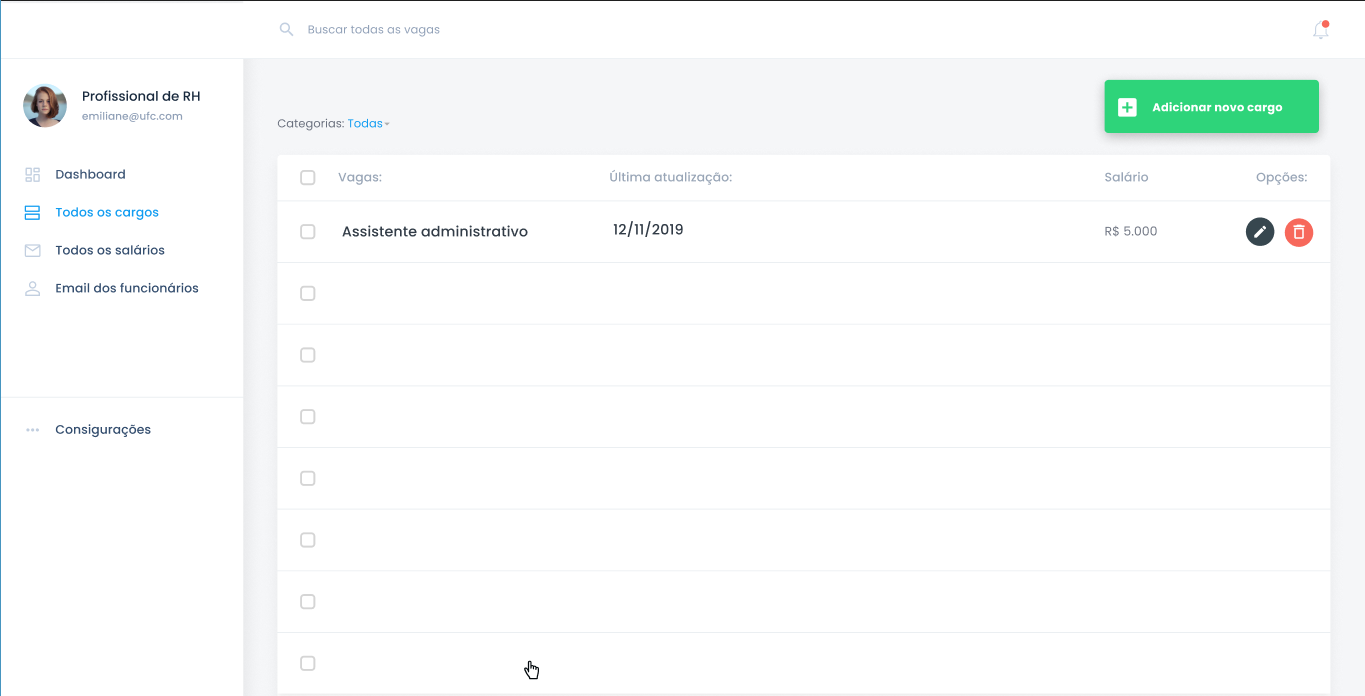 Buscar todas as vagas
Profissional de RH
emiliane@ufc.com
Dashboard
Todos os cargos
Todos os salários
Email dos funcionários
Consigurações
Adicionar novo cargo
Categorias: Todas
Vagas: Última atualização: Salário Opções:
Assistente administrativo 12/11/2019 R$ 5.000